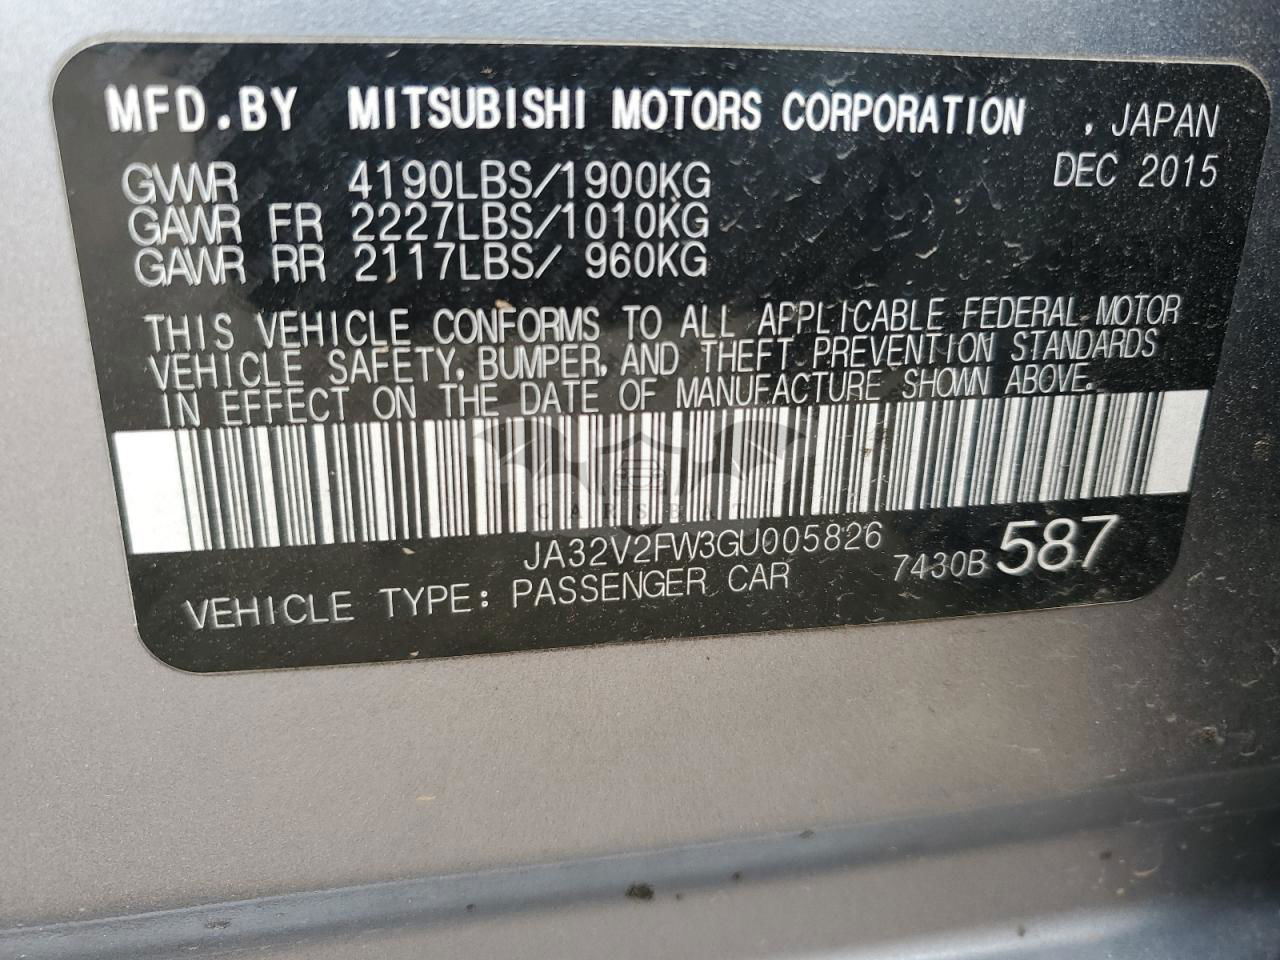 MFD.BY MITSUBISHI MOTORS CORPORATION , JAPAN
DEC 2015
GVWR 4190LBS/1900KG
GAWR FR 2227LBS/1010KG
GAWR RR 2117LBS/ 960KG
THIS VEHICLE CONFORMS TO ALL APPLICABLE FEDERAL MOTOR
VEHICLE SAFETY, BUMPER, AND THEFT PREVENTION STANDARDS
IN EFFECT ON THE DATE OF MANUFACTURE SHOWN ABOVE.
CARSBAT
JA32V2FW3GU005826
7430B 587
VEHICLE TYPE: PASSENGER CAR